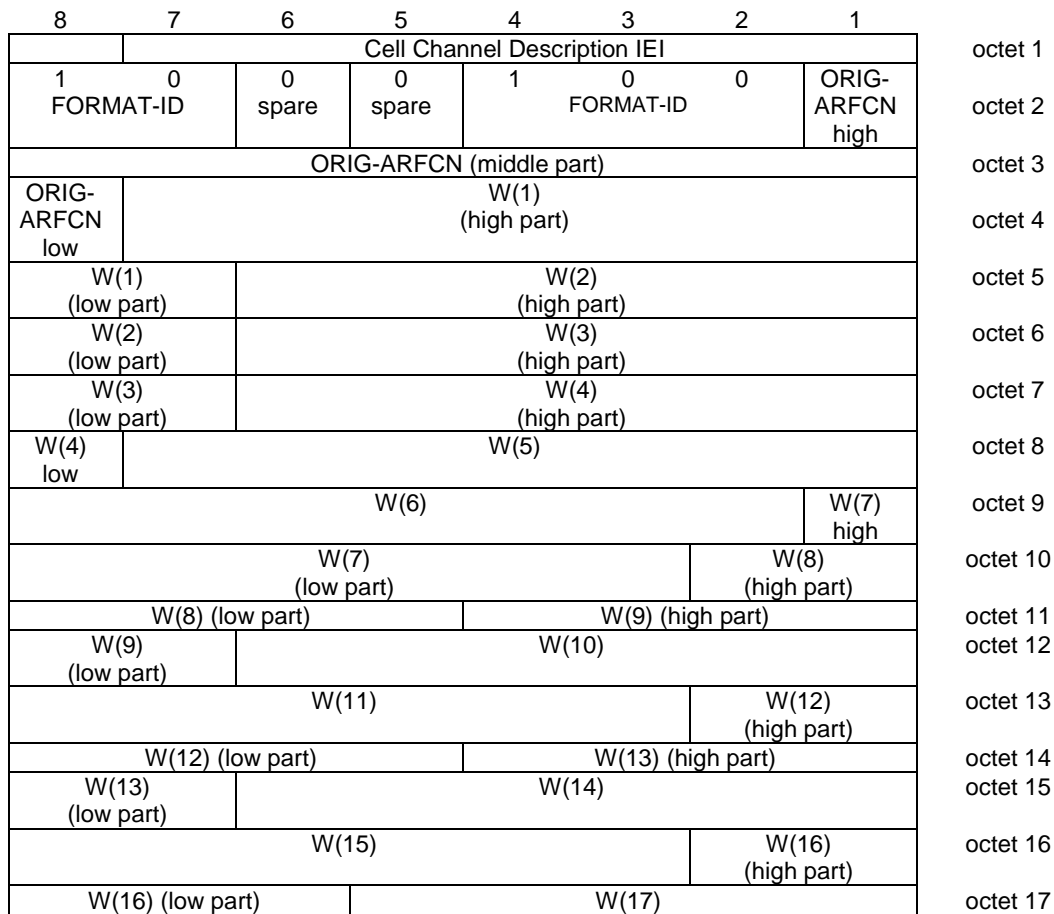 8 7 6 5 4 3 2 1
Cell Channel Description IEI octet 1
1 0 0 0 1 0 0 ORIG-
FORMAT-ID spare spare FORMAT-ID ARFCN octet 2
high
ORIG-ARFCN (middle part) octet 3
ORIG- W(1)
ARFCN (high part) octet 4
low
W(1) W(2) octet 5
(low part) (high part)
W(2) W(3) octet 6
(low part) (high part)
W(3) W(4) octet 7
(low part) (high part)
W(4) W(5) octet 8
low
W(6) W(7) octet 9
high
W(7) W(8) octet 10
(low part) (high part)
W(8) (low part) W(9) (high part) octet 11
W(9) W(10) octet 12
(low part)
W(11) W(12) octet 13
(high part)
W(12) (low part) W(13) (high part) octet 14
W(13) W(14) octet 15
(low part)
W(15) W(16) octet 16
(high part)
W(16) (low part) W(17) octet 17